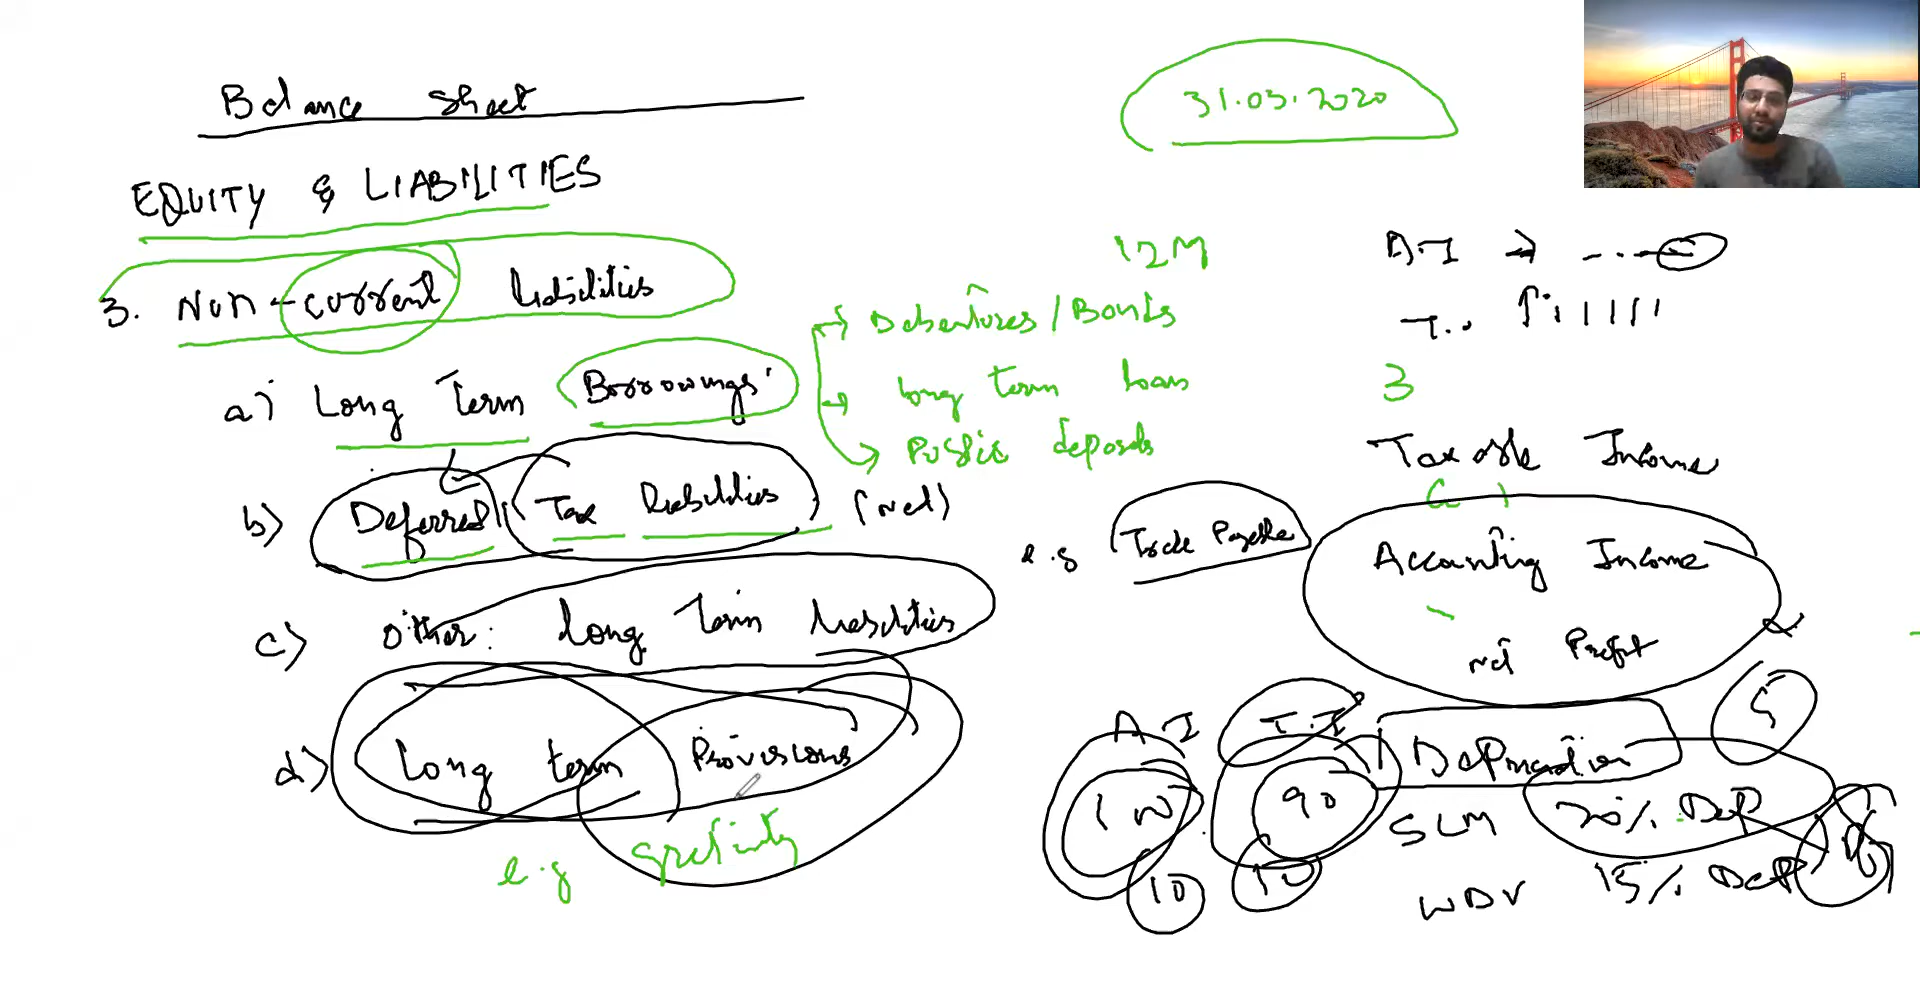 Balance Sheet
31.03.2020
EQUITY & LIABILITIES
3. Non-current liabilities
12M
A.I → ...
T..
→ Debentures / Bonds
a) Long Term Borrowings
→ long term loan
3
→ Public deposits
Taxable Income
b) Deferred Tax Liabilities (net)
e.g Trade Payable
Accounting Income
c) other Long Term liabilities
net Profit
A I T.I. Depreciation
d) Long term Provisions
100 90 SLM 20% Dep
e.g gratuity
10 10 WDV 15% Dep